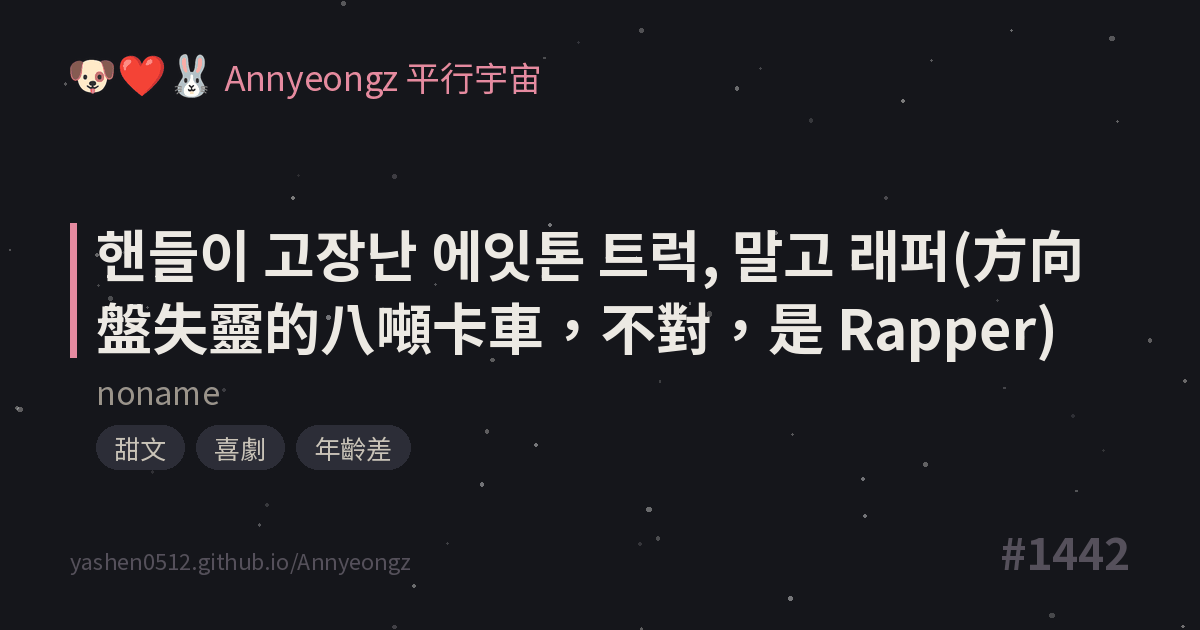 🐶❤️🐰 Annyeongz 平行宇宙
핸들이 고장난 에잇톤 트럭, 말고 래퍼(方向
盤失靈的八噸卡車，不對，是 Rapper)
noname
甜文 喜劇 年齡差
yashen0512.github.io/Annyeongz
#1442